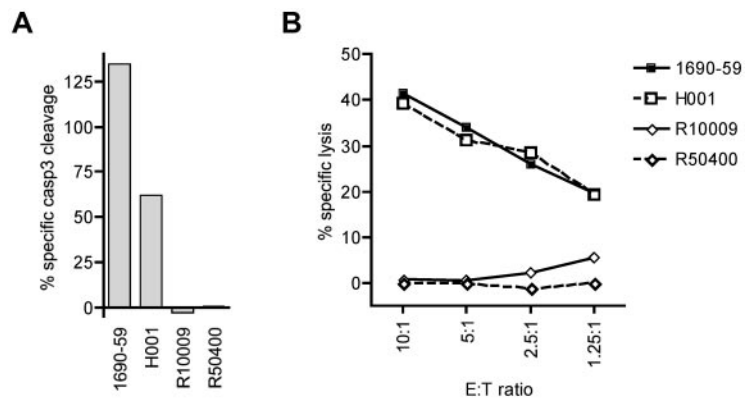 A
% specific casp3 cleavage
125
100
75
50
25
0
1690-59
H001
R10009
R50400
B
% specific lysis
50
40
30
20
10
0
10:1
5:1
2.5:1
1.25:1
E:T ratio
1690-59
H001
R10009
R50400